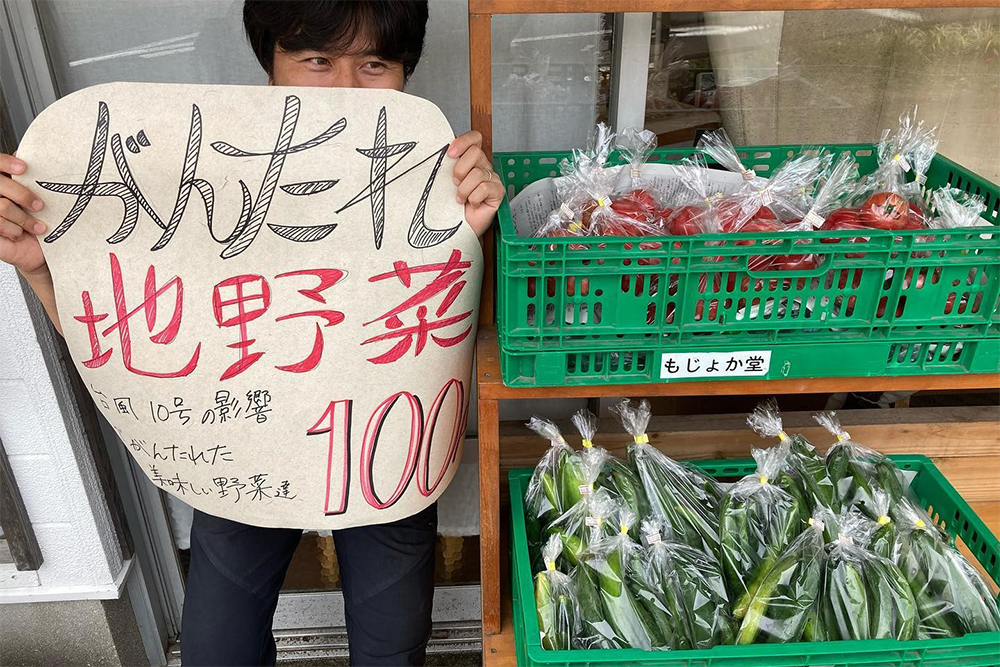 がんたれ
地野菜
台風10号の影響
がんたれた
美味しい野菜達
100
もじょか堂